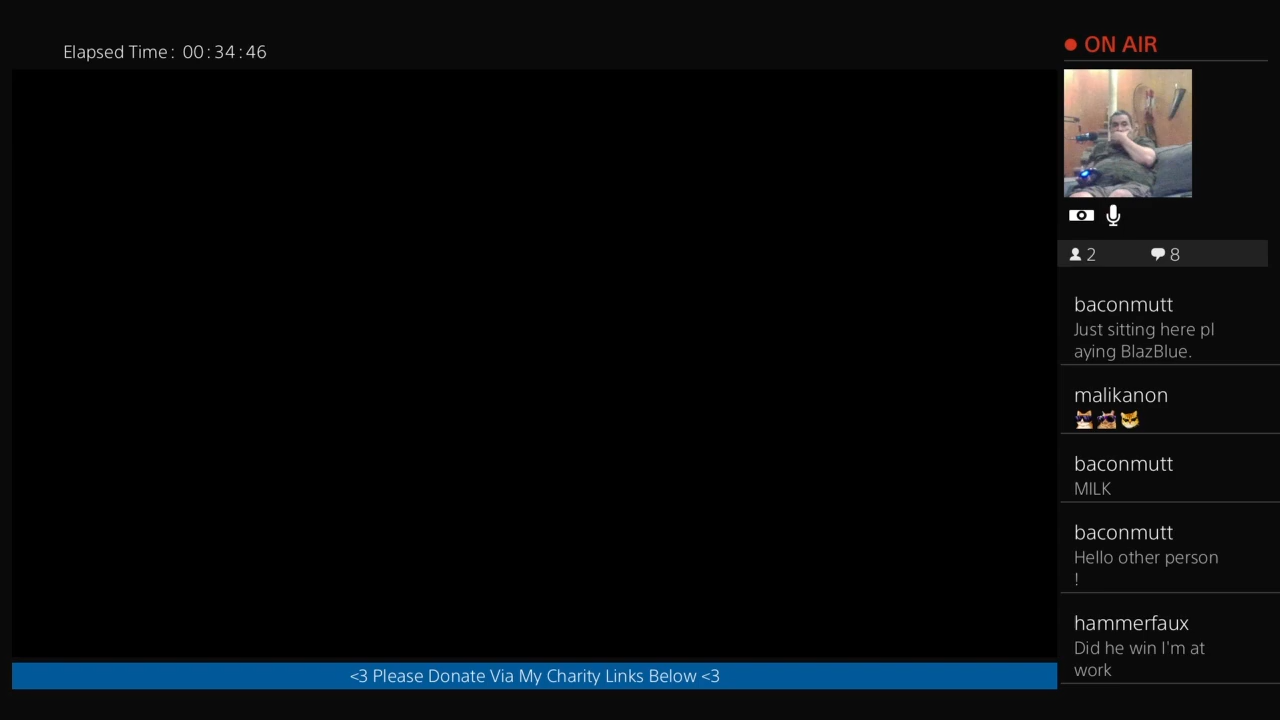 Elapsed Time: 00:34:46
ON AIR
2 8
baconmutt
Just sitting here pl
aying BlazBlue.
malikanon
baconmutt
MILK
baconmutt
Hello other person
!
hammerfaux
Did he win I'm at
work
<3 Please Donate Via My Charity Links Below <3